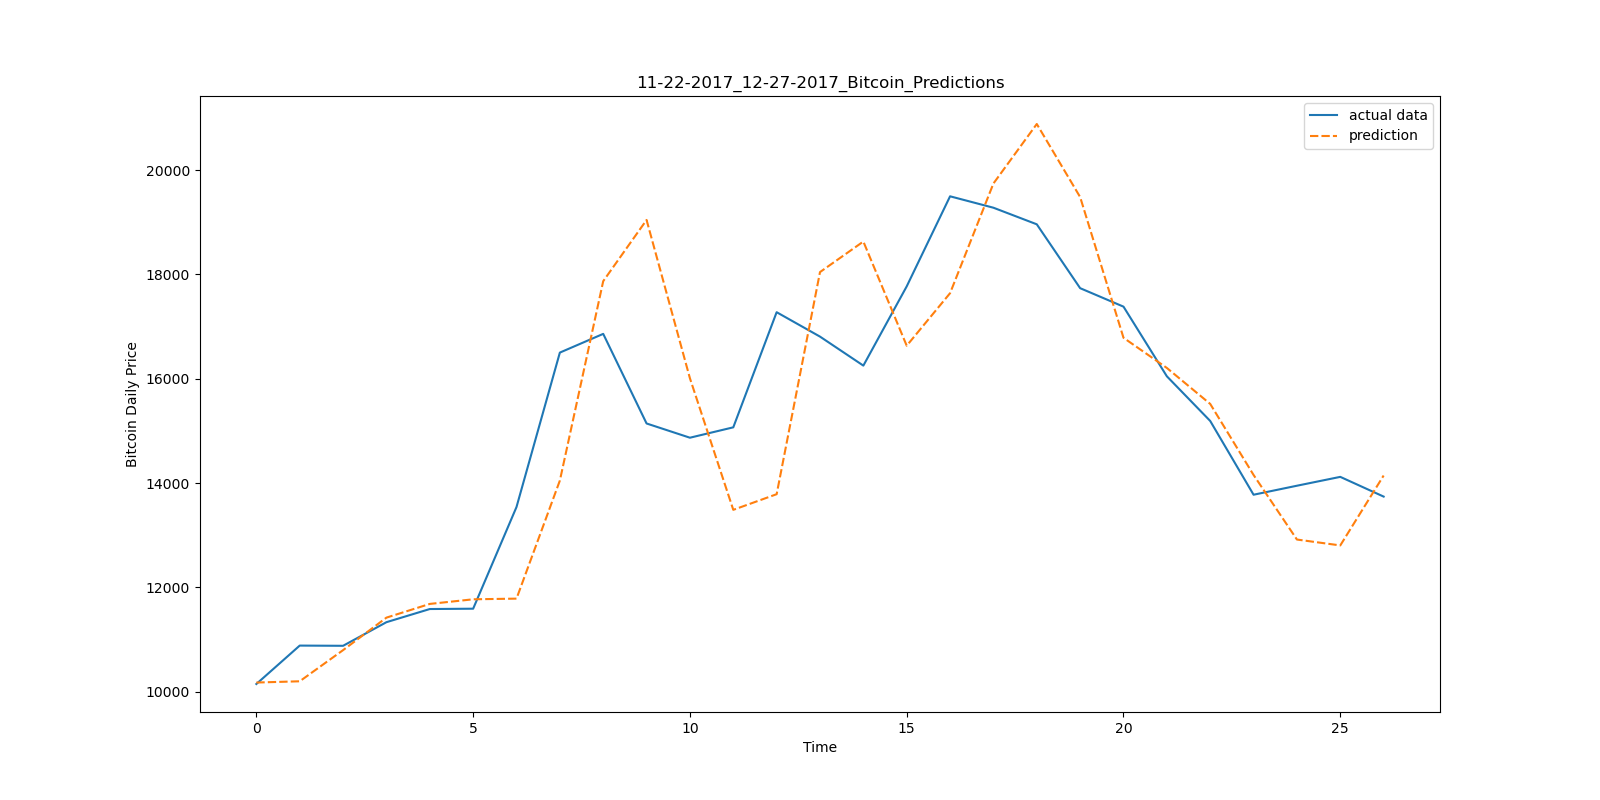 11-22-2017_12-27-2017_Bitcoin_Predictions
actual data
prediction
Bitcoin Daily Price
20000
18000
16000
14000
12000
10000
0 5 10 15 20 25
Time